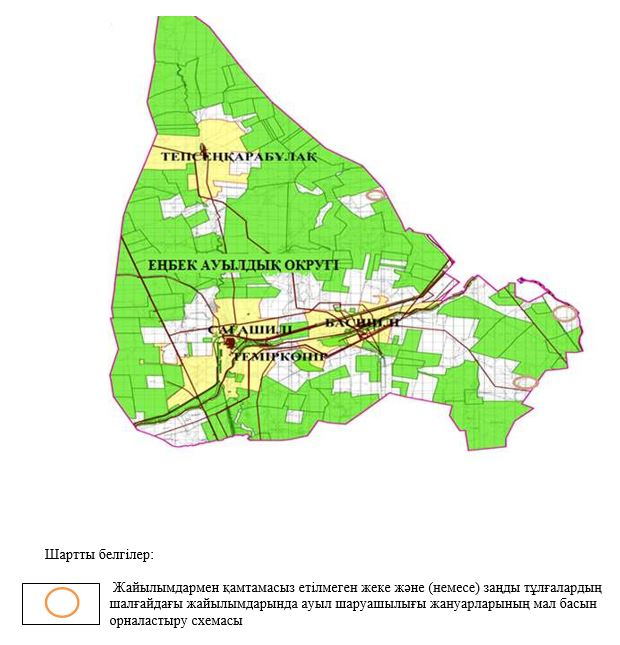 ТЕПСЕҢҚАРАБҰЛАҚ
ЕҢБЕК АУЫЛДЫҚ ОКРУГІ
САҒАШИЛІ
БАСШИЛІ
ТЕМІРКӨПІР
Шартты белгілер:
Жайылымдармен қамтамасыз етілмеген жеке және (немесе) заңды тұлғалардың
шалғайдағы жайылымдарында ауыл шаруашылығы жануарларының мал басын
орналастыру схемасы